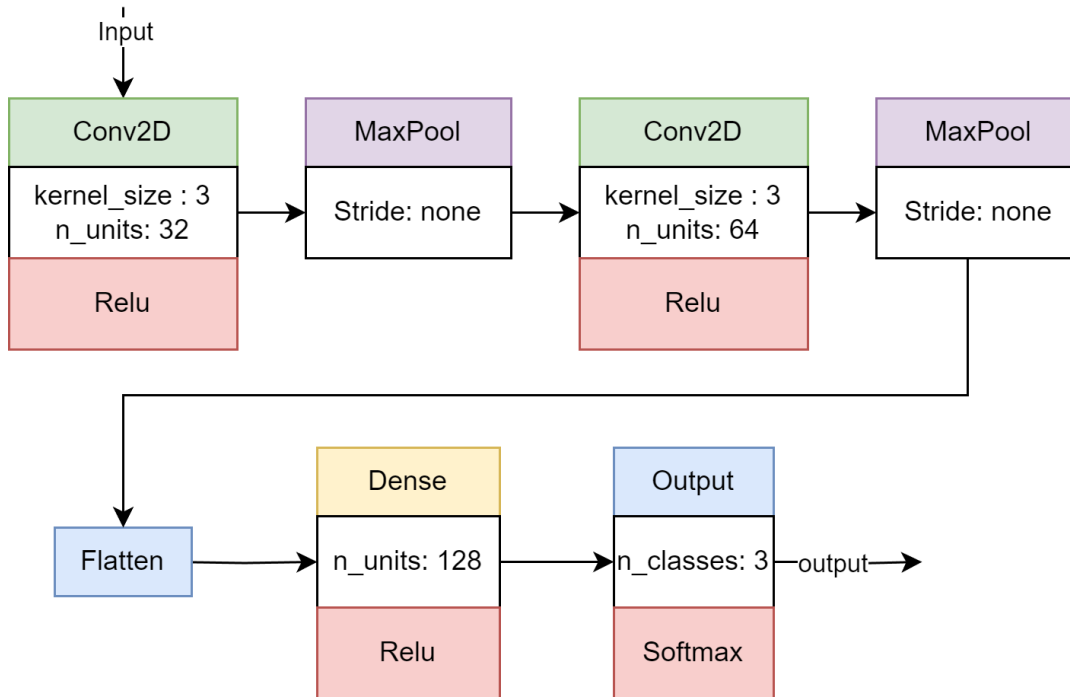 Input
Conv2D
kernel_size : 3
n_units: 32
Relu
MaxPool
Stride: none
Conv2D
kernel_size : 3
n_units: 64
Relu
MaxPool
Stride: none
Flatten
Dense
n_units: 128
Relu
Output
n_classes: 3
Softmax
output